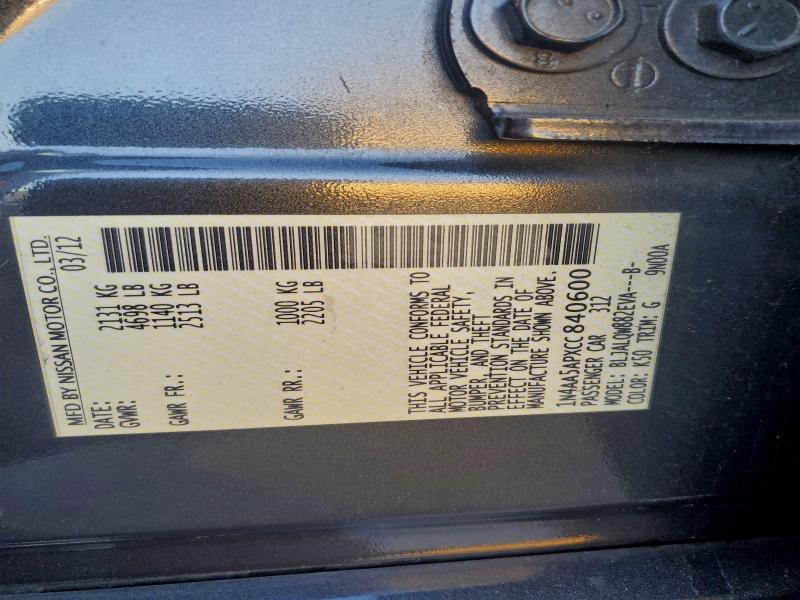 MFD BY NISSAN MOTOR CO., LTD.
DATE: 03/12
GVWR: 2131 KG
4698 LB
GAWR FR.: 1140 KG
2513 LB
GAWR RR.: 1000 KG
2205 LB
THIS VEHICLE CONFORMS TO
ALL APPLICABLE FEDERAL
MOTOR VEHICLE SAFETY,
BUMPER, AND THEFT
PREVENTION STANDARDS IN
EFFECT ON THE DATE OF
MANUFACTURE SHOWN ABOVE.
1N4AA5APXCC840600
PASSENGER CAR 312
MODEL: BLJALQW882EVA---B-
COLOR: K50 TRIM: G 9N00A